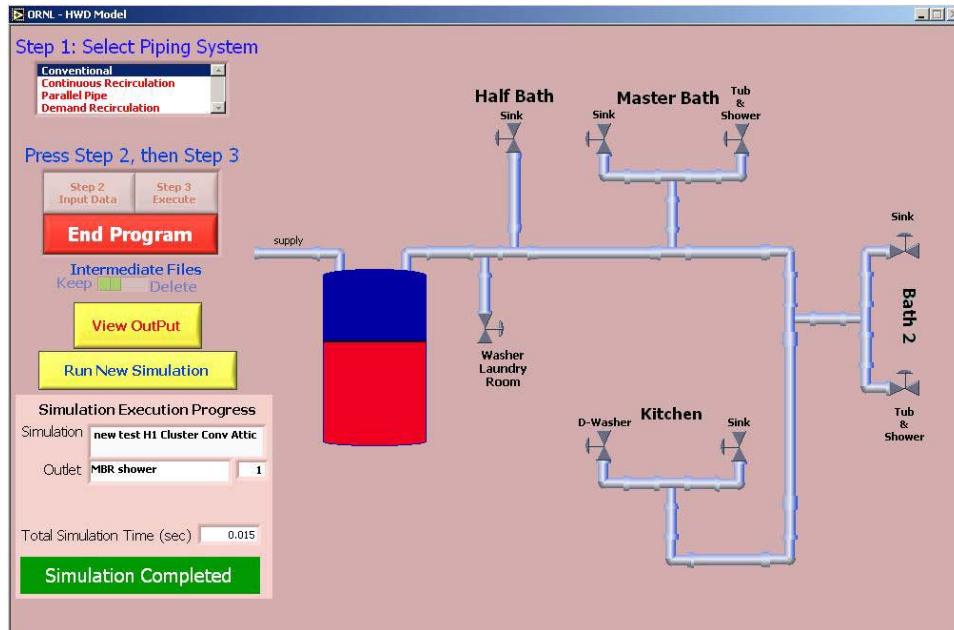 ORNL - HWD Model
Step 1: Select Piping System
Conventional
Continuous Recirculation
Parallel Pipe
Demand Recirculation
Press Step 2, then Step 3
Step 2
Input Data
Step 3
Execute
End Program
Intermediate Files
Keep
Delete
View OutPut
Run New Simulation
Simulation Execution Progress
Simulation
new test H1 Cluster Conv Attic
Outlet
MBR shower
1
Total Simulation Time (sec)
0.015
Simulation Completed
supply
Half Bath
Sink
Master Bath
Sink
Tub
&
Shower
Washer
Laundry
Room
Sink
Bath 2
Tub
&
Shower
Kitchen
D-Washer
Sink